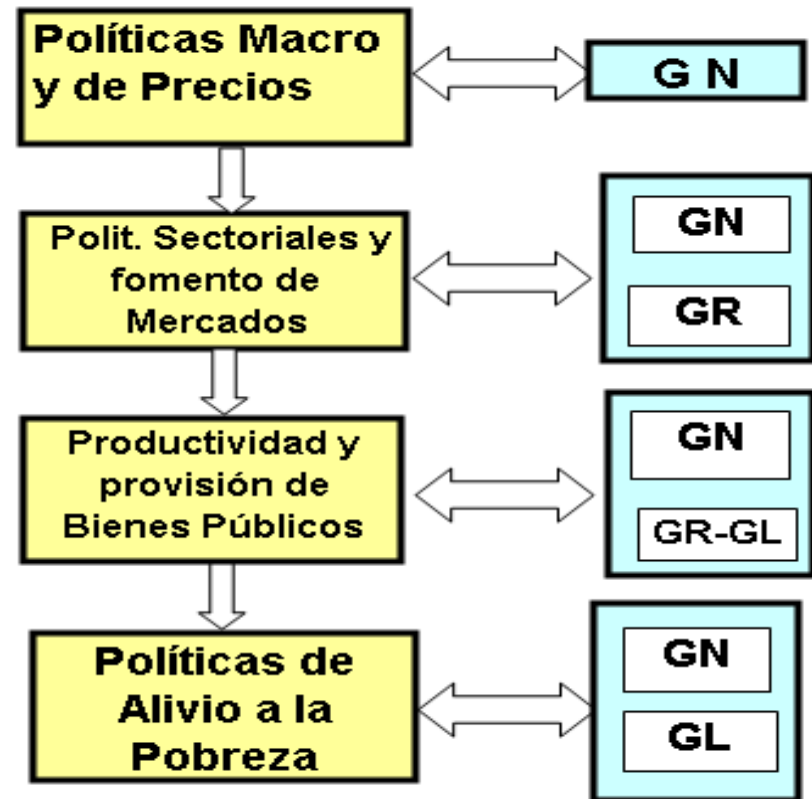 Políticas Macro
y de Precios
G N
Polit. Sectoriales y
fomento de
Mercados
GN
GR
Productividad y
provisión de
Bienes Públicos
GN
GR-GL
Políticas de
Alivio a la
Pobreza
GN
GL